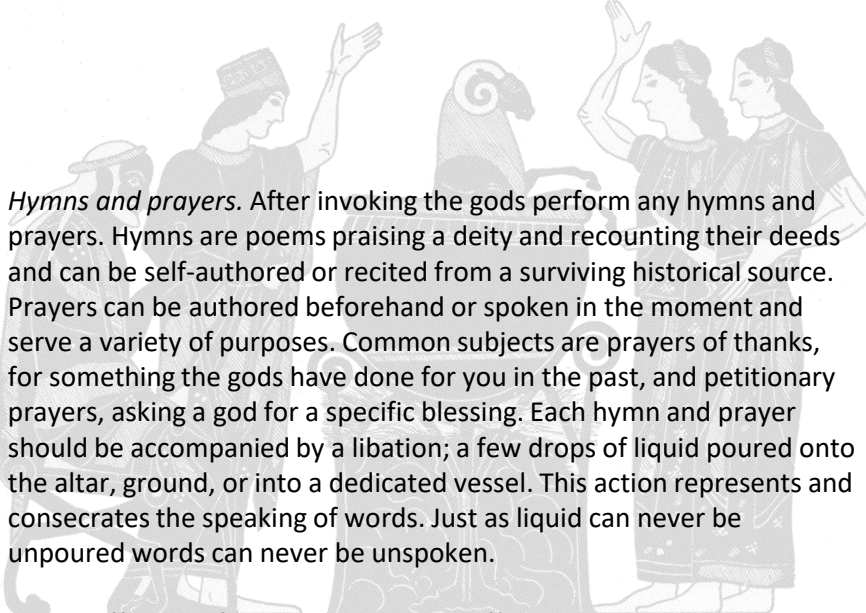 Hymns and prayers. After invoking the gods perform any hymns and
prayers. Hymns are poems praising a deity and recounting their deeds
and can be self-authored or recited from a surviving historical source.
Prayers can be authored beforehand or spoken in the moment and
serve a variety of purposes. Common subjects are prayers of thanks,
for something the gods have done for you in the past, and petitionary
prayers, asking a god for a specific blessing. Each hymn and prayer
should be accompanied by a libation; a few drops of liquid poured onto
the altar, ground, or into a dedicated vessel. This action represents and
consecrates the speaking of words. Just as liquid can never be
unpoured words can never be unspoken.